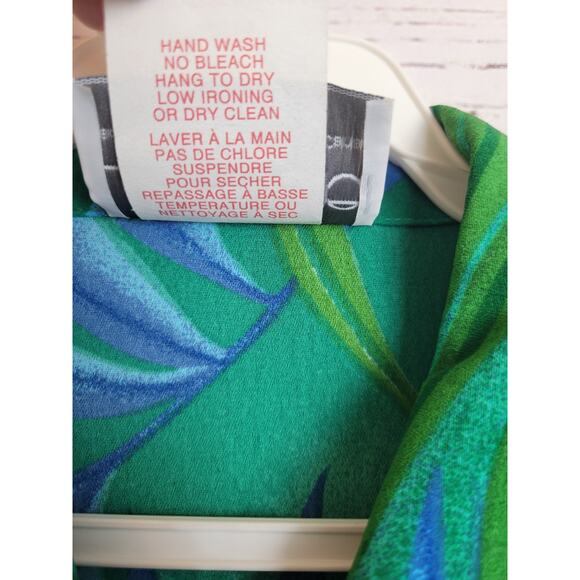 HAND WASH
NO BLEACH
HANG TO DRY
LOW IRONING
OR DRY CLEAN
LAVER À LA MAIN
PAS DE CHLORE
SUSPENDRE
POUR SECHER
REPASSAGE À BASSE
TEMPERATURE OU
NETTOYAGE À SEC